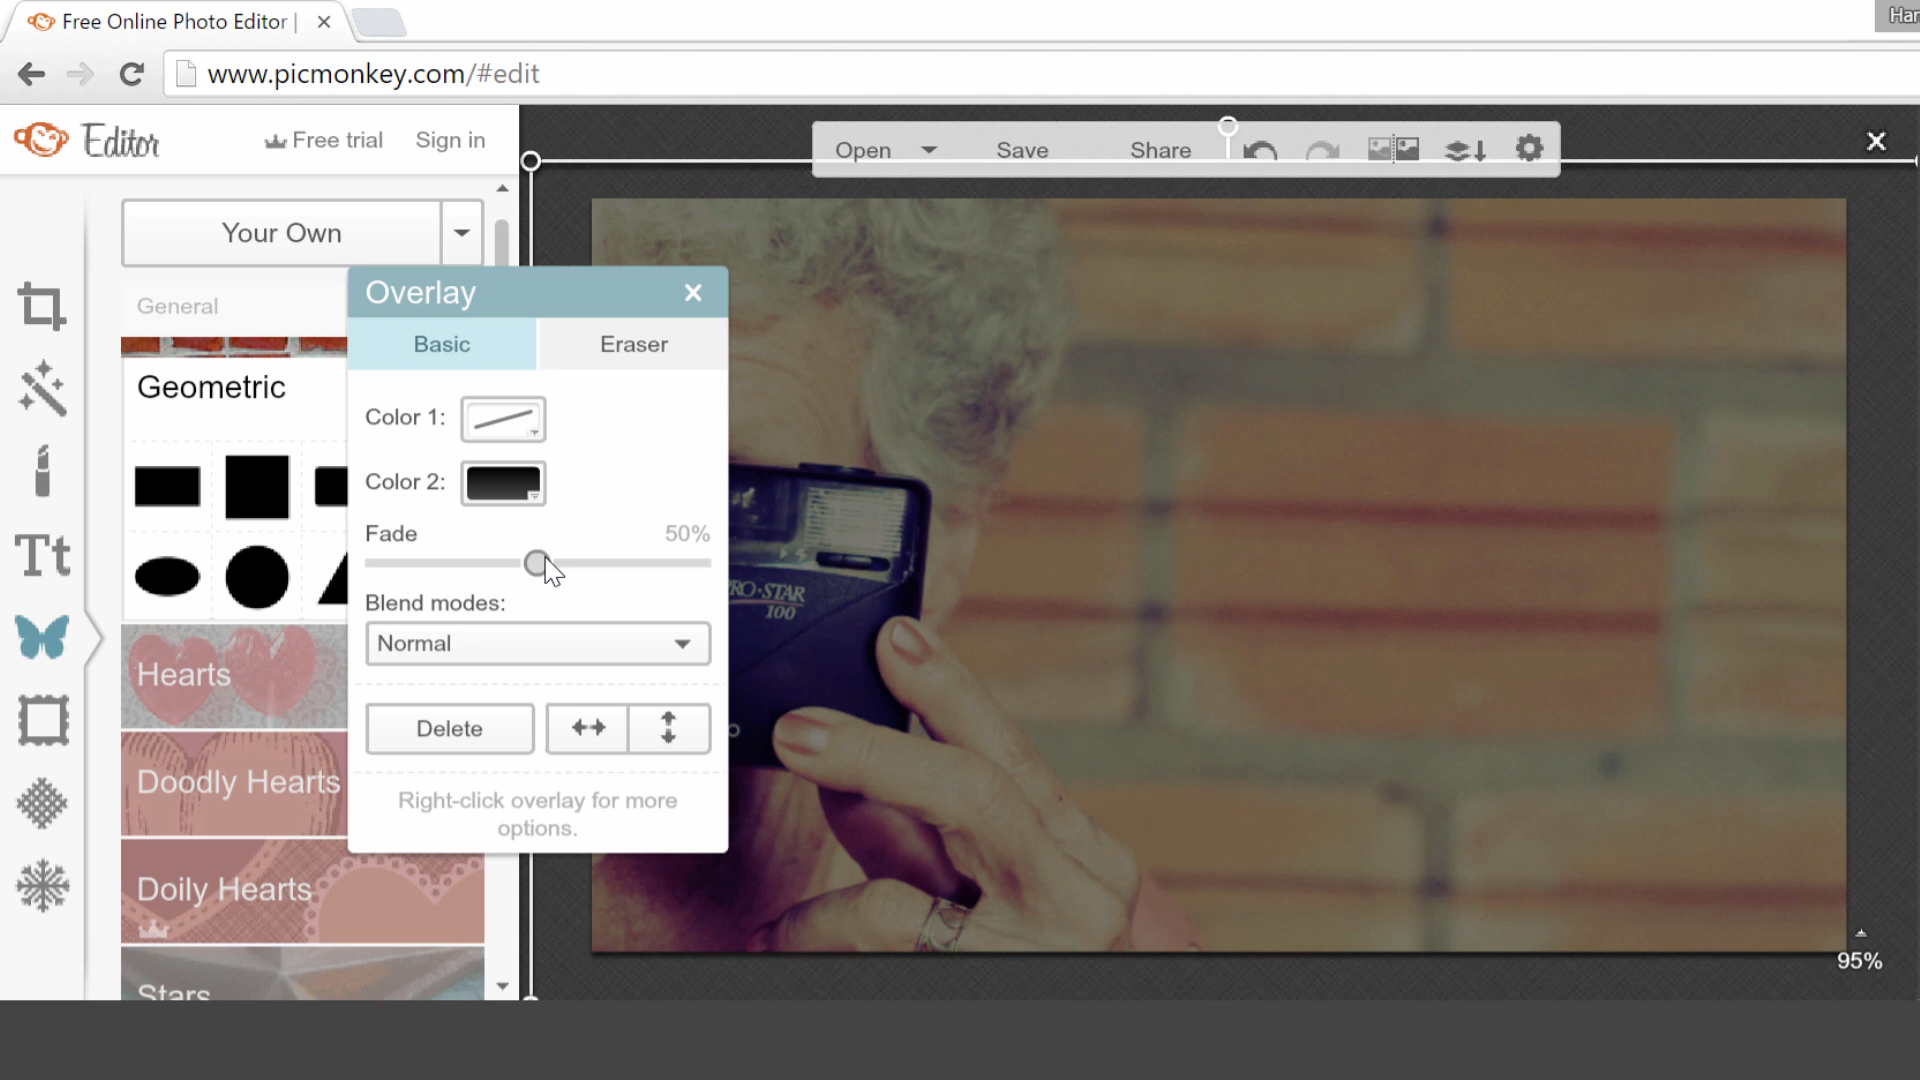 Free Online Photo Editor |
Har
www.picmonkey.com/#edit
Editor
Free trial
Sign in
Open
Save
Share
Your Own
General
Overlay
Basic
Eraser
Geometric
Color 1:
Color 2:
Fade
50%
Blend modes:
Normal
Hearts
Delete
Doodly Hearts
Right-click overlay for more
options.
Doily Hearts
Stars
Tt
RO·STAR
100
95%